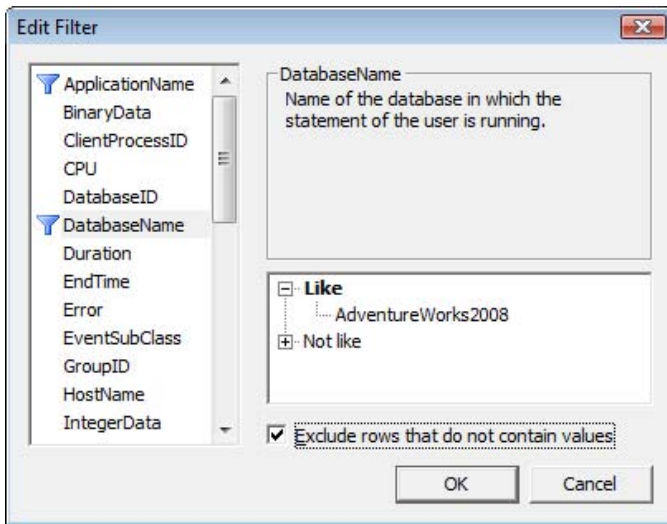 Edit Filter
ApplicationName
BinaryData
ClientProcessID
CPU
DatabaseID
DatabaseName
Duration
EndTime
Error
EventSubClass
GroupID
HostName
IntegerData
DatabaseName
Name of the database in which the
statement of the user is running.
Like
AdventureWorks2008
Not like
Exclude rows that do not contain values
OK
Cancel